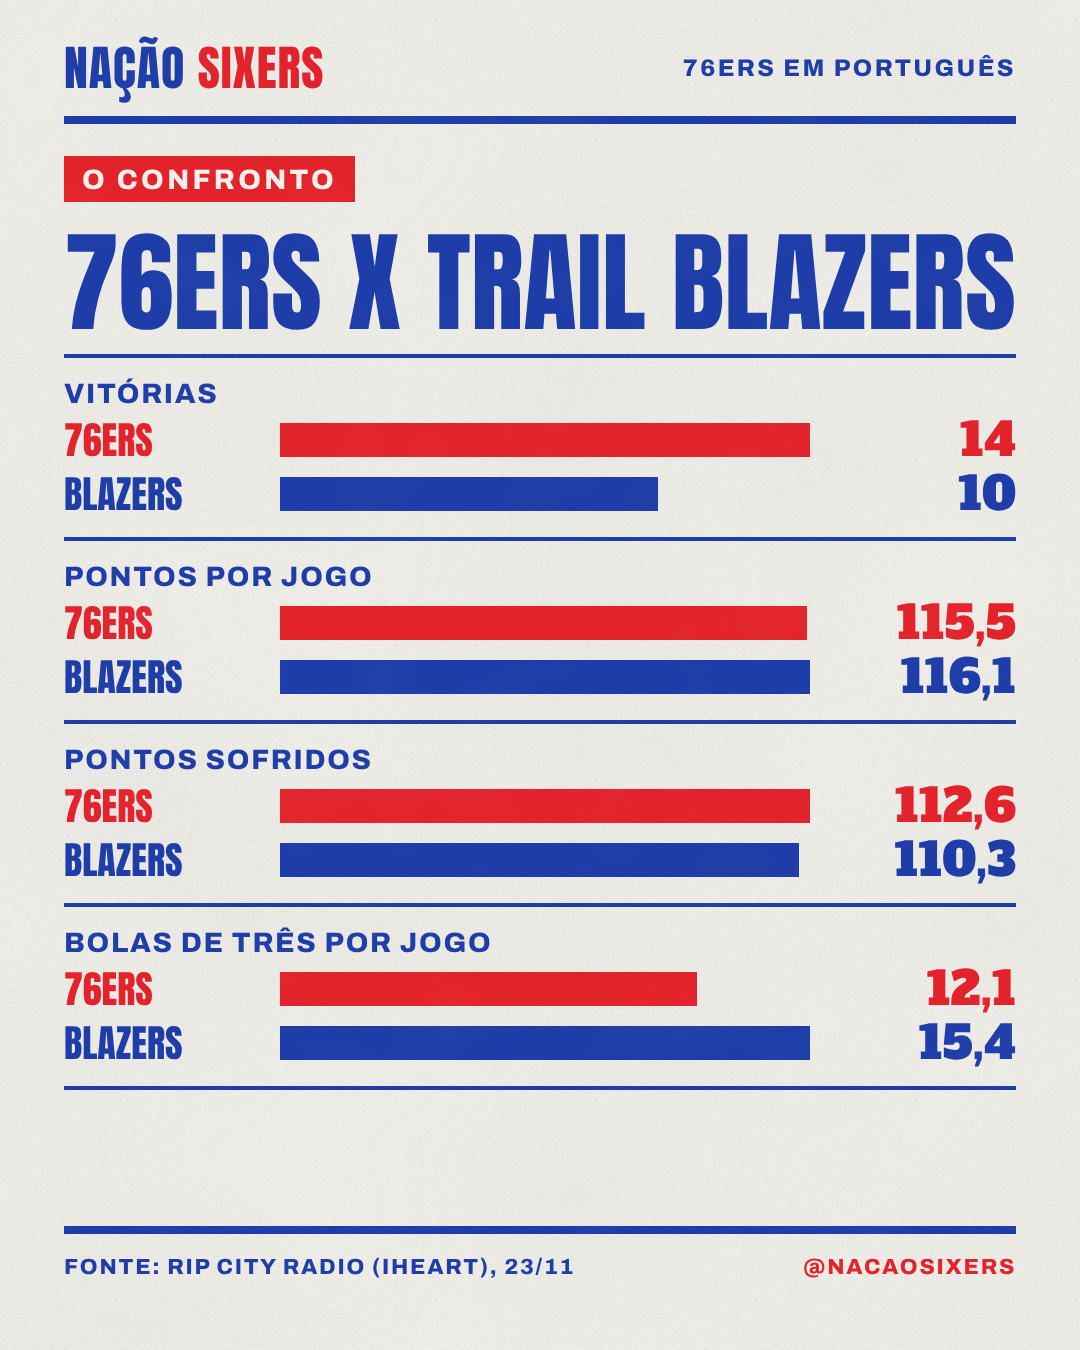 NAÇÃO SIXERS
76ERS EM PORTUGUÊS
O CONFRONTO
76ERS X TRAIL BLAZERS
VITÓRIAS
76ERS 14
BLAZERS 10
PONTOS POR JOGO
76ERS 115,5
BLAZERS 116,1
PONTOS SOFRIDOS
76ERS 112,6
BLAZERS 110,3
BOLAS DE TRÊS POR JOGO
76ERS 12,1
BLAZERS 15,4
FONTE: RIP CITY RADIO (IHEART), 23/11
@NACAOSIXERS